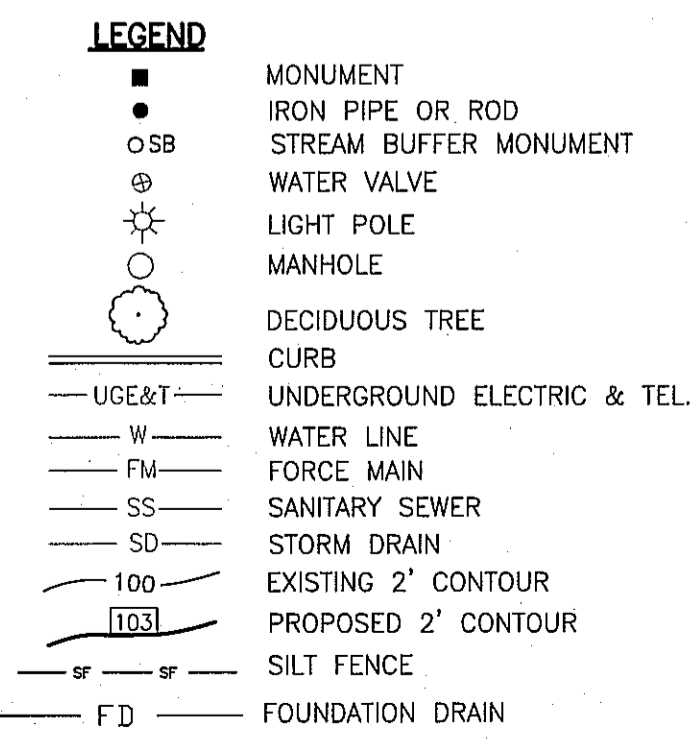 LEGEND
MONUMENT
IRON PIPE OR ROD
SB STREAM BUFFER MONUMENT
WATER VALVE
LIGHT POLE
MANHOLE
DECIDUOUS TREE
CURB
UGE&T UNDERGROUND ELECTRIC & TEL.
W WATER LINE
FM FORCE MAIN
SS SANITARY SEWER
SD STORM DRAIN
100 EXISTING 2' CONTOUR
103 PROPOSED 2' CONTOUR
SF SF SILT FENCE
FD FOUNDATION DRAIN